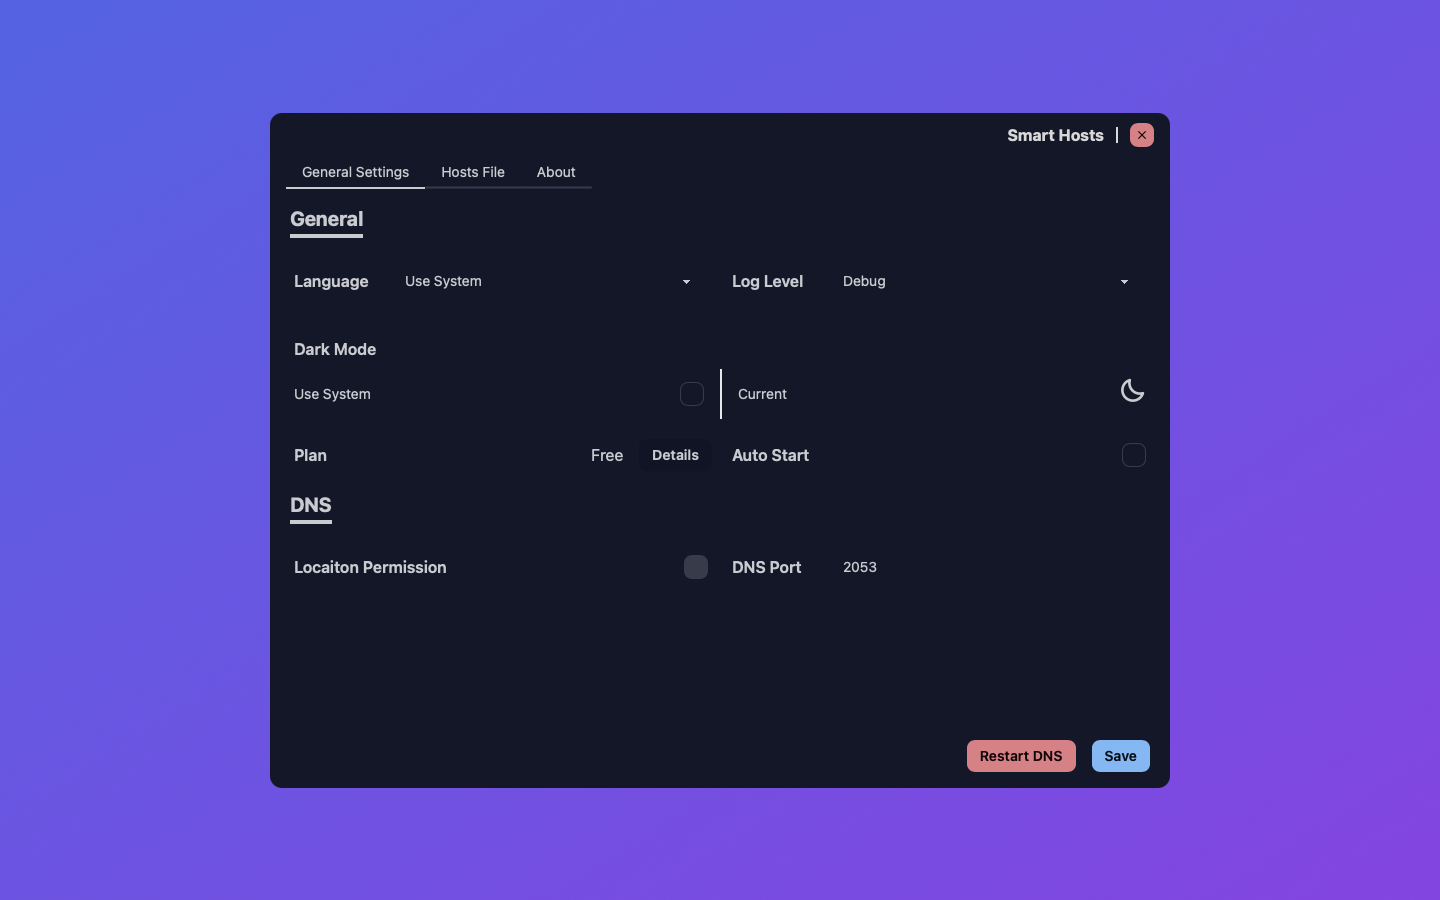 Smart Hosts
General Settings Hosts File About
General
Language Use System Log Level Debug
Dark Mode
Use System Current
Plan Free Details Auto Start
DNS
Locaiton Permission DNS Port 2053
Restart DNS Save